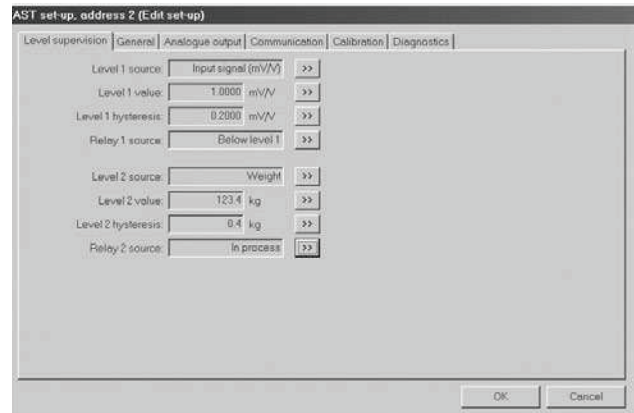 AST set-up, address 2 (Edit set-up)
Level supervision General Analogue output Communication Calibration Diagnostics
Level 1 source: Input signal (mV/V) >>
Level 1 value: 1.0000 mV/V >>
Level 1 hysteresis: 0.2000 mV/V >>
Relay 1 source: Below level 1 >>
Level 2 source: Weight >>
Level 2 value: 123.4 kg >>
Level 2 hysteresis: 0.4 kg >>
Relay 2 source: In process >>
OK Cancel